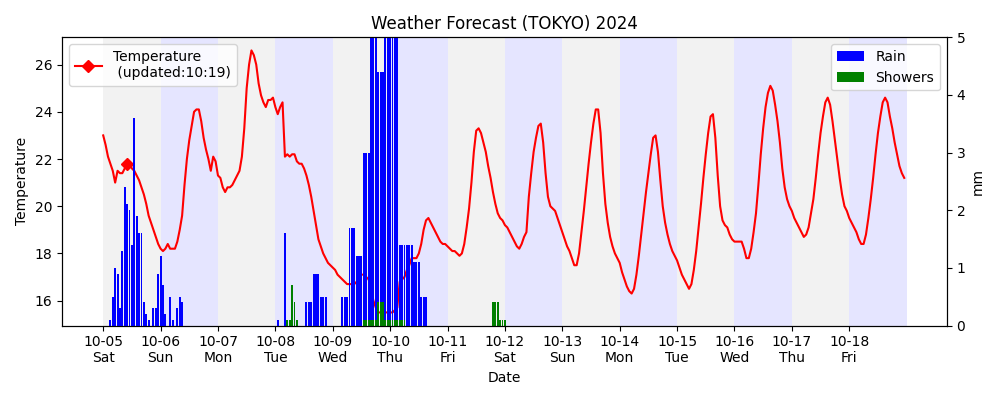 Weather Forecast (TOKYO) 2024
Temperature
(updated:10:19)
Rain
Showers
26
24
22
20
18
16
Temperature
5
4
3
2
1
0
mm
10-05 10-06 10-07 10-08 10-09 10-10 10-11 10-12 10-13 10-14 10-15 10-16 10-17 10-18
Sat Sun Mon Tue Wed Thu Fri Sat Sun Mon Tue Wed Thu Fri
Date